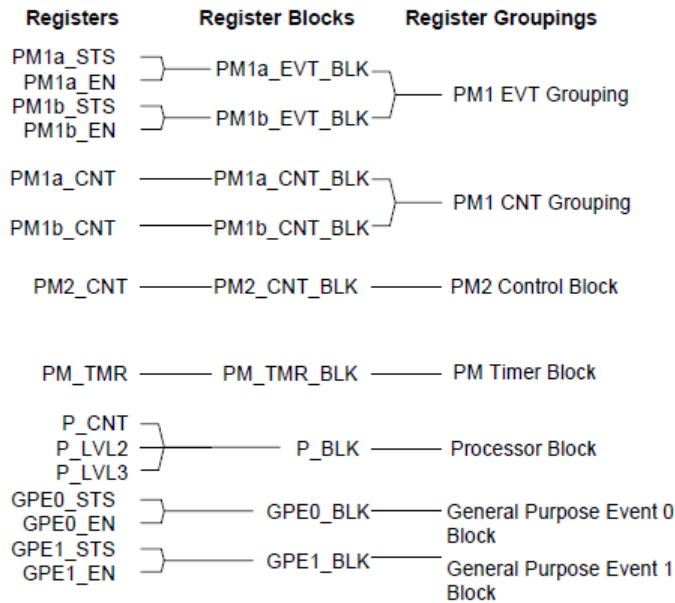 Registers Register Blocks Register Groupings
PM1a_STS
PM1a_EVT_BLK
PM1a_EN
PM1 EVT Grouping
PM1b_STS
PM1b_EVT_BLK
PM1b_EN
PM1a_CNT PM1a_CNT_BLK
PM1 CNT Grouping
PM1b_CNT PM1b_CNT_BLK
PM2_CNT PM2_CNT_BLK PM2 Control Block
PM_TMR PM_TMR_BLK PM Timer Block
P_CNT
P_LVL2 P_BLK Processor Block
P_LVL3
GPE0_STS
GPE0_BLK General Purpose Event 0
GPE0_EN
Block
GPE1_STS
GPE1_BLK General Purpose Event 1
GPE1_EN
Block